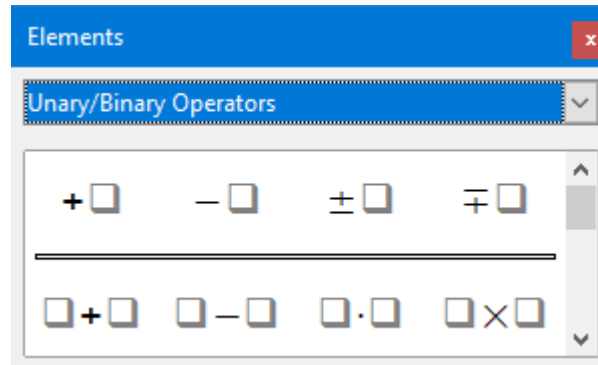 Elements x
Unary/Binary Operators
+□ −□ ±□ ∓□
□+□ □−□ □·□ □×□